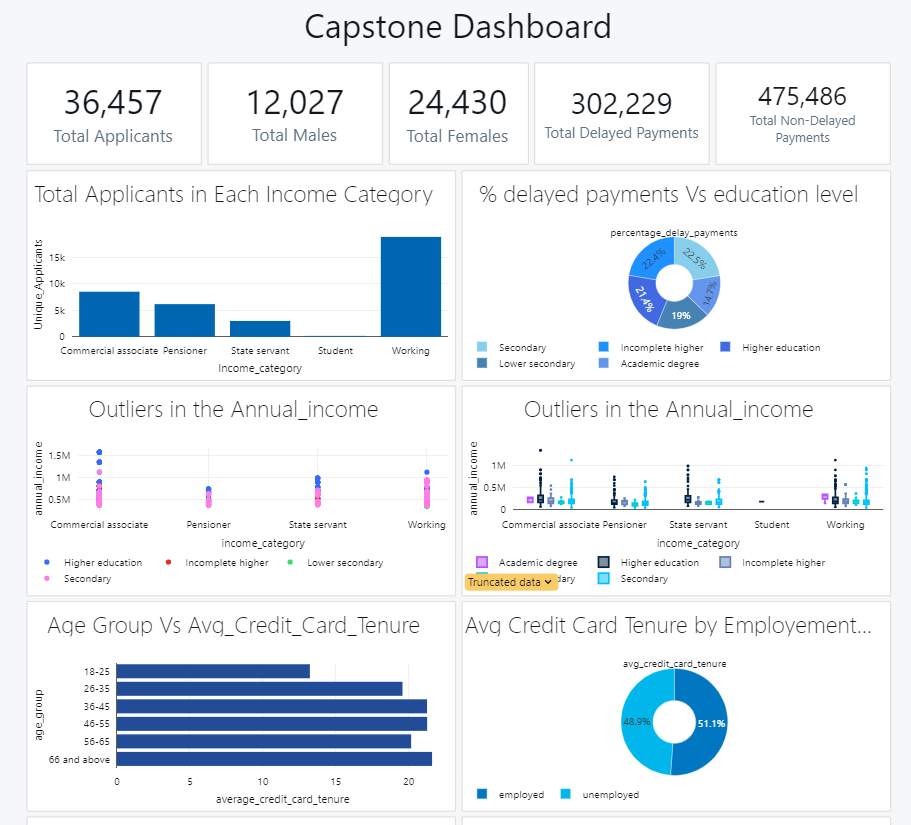 Capstone Dashboard
36,457
Total Applicants
12,027
Total Males
24,430
Total Females
302,229
Total Delayed Payments
475,486
Total Non-Delayed
Payments
Total Applicants in Each Income Category
Unique_Applicants
15k
10k
5k
0
Commercial associate Pensioner State servant Student Working
Income_category
% delayed payments Vs education level
percentage_delay_payments
22.4% 22.5%
21.4% 14.7%
19%
Secondary Incomplete higher Higher education
Lower secondary Academic degree
Outliers in the Annual_income
annual_income
1.5M
1M
0.5M
Commercial associate Pensioner State servant Working
income_category
Higher education Incomplete higher Lower secondary
Secondary
Outliers in the Annual_income
annual_income
1M
0.5M
0
Commercial associate Pensioner State servant Student Working
income_category
Academic degree Higher education Incomplete higher
Truncated data dary Secondary
Age Group Vs Avg_Credit_Card_Tenure
age_group
18-25
26-35
36-45
46-55
56-65
66 and above
0 5 10 15 20
average_credit_card_tenure
Avg Credit Card Tenure by Employement...
avg_credit_card_tenure
48.9% 51.1%
employed unemployed